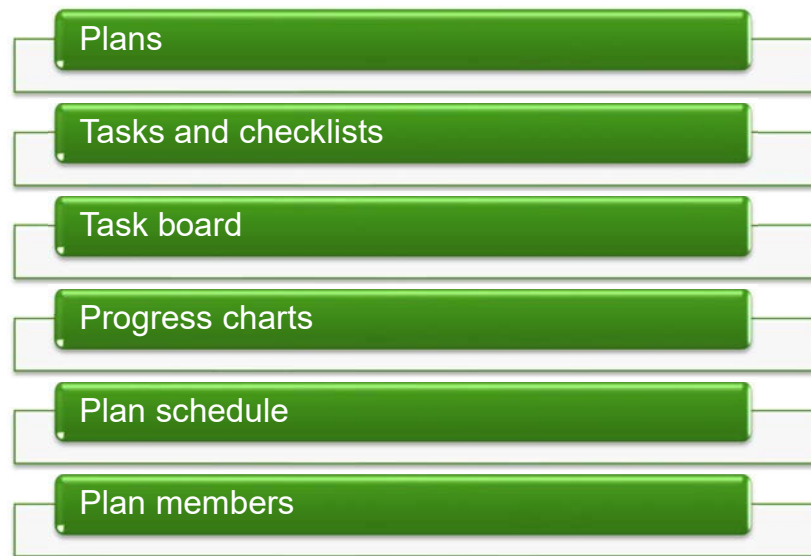 Plans
Tasks and checklists
Task board
Progress charts
Plan schedule
Plan members